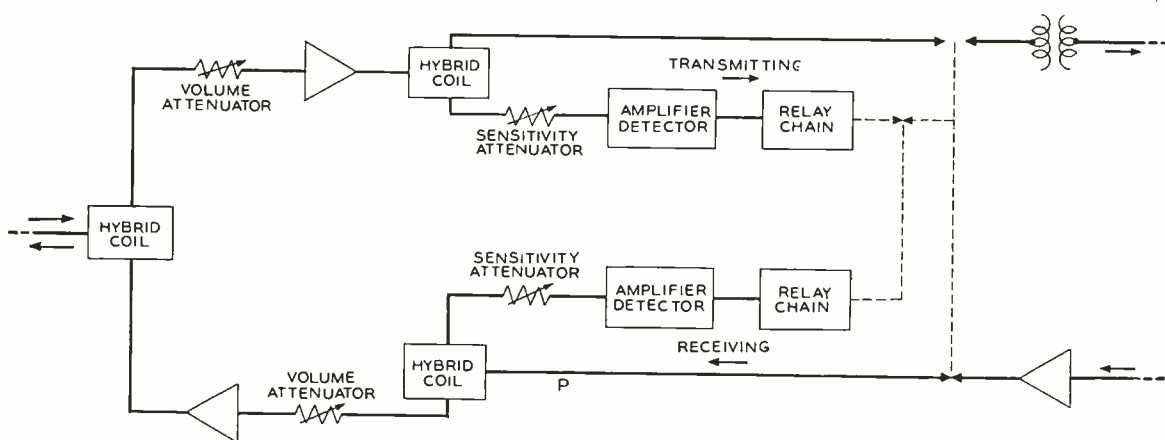 HYBRID
COIL
TRANSMITTING
VOLUME
ATTENUATOR
SENSITIVITY
ATTENUATOR
AMPLIFIER
DETECTOR
RELAY
CHAIN
HYBRID
COIL
SENSITIVITY
ATTENUATOR
AMPLIFIER
DETECTOR
RELAY
CHAIN
HYBRID
COIL
RECEIVING
P
VOLUME
ATTENUATOR